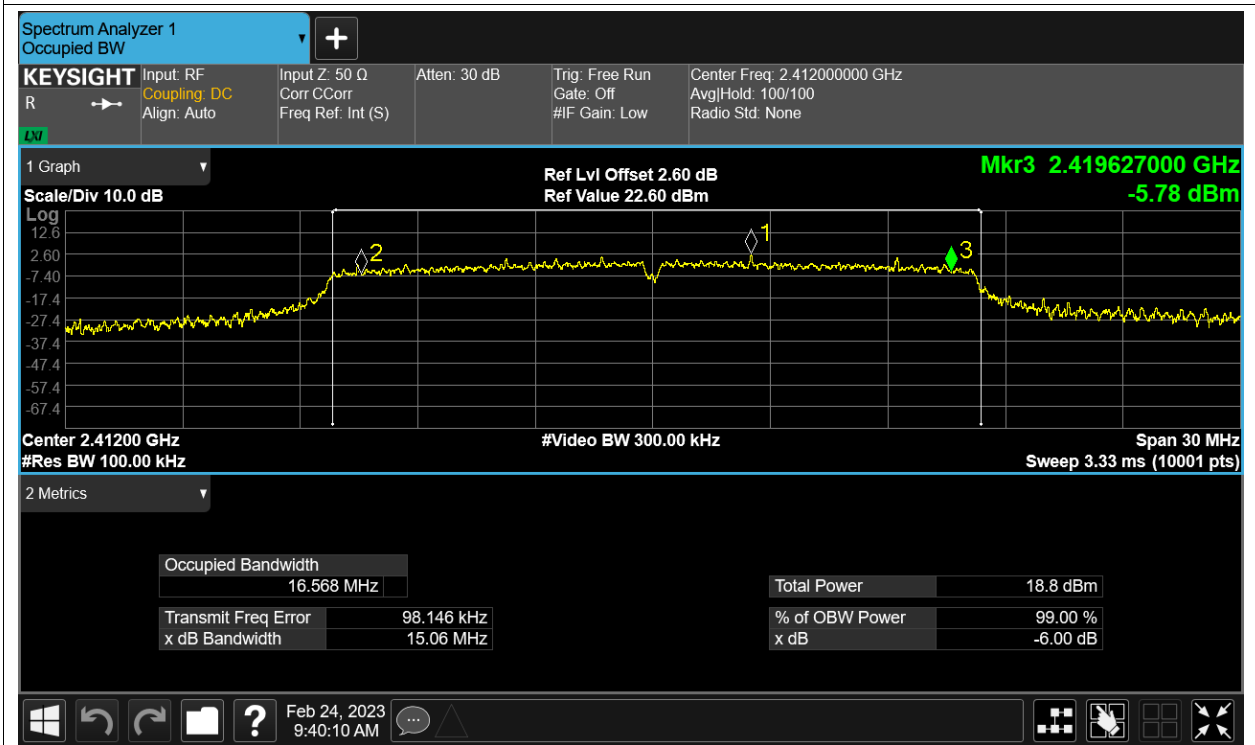 Spectrum Analyzer 1
Occupied BW
KEYSIGHT
R
LXI
Input: RF
Coupling: DC
Align: Auto
Input Z: 50 Ω
Corr CCorr
Freq Ref: Int (S)
Atten: 30 dB
Trig: Free Run
Gate: Off
#IF Gain: Low
Center Freq: 2.412000000 GHz
Avg|Hold: 100/100
Radio Std: None
1 Graph
Scale/Div 10.0 dB
Ref Lvl Offset 2.60 dB
Ref Value 22.60 dBm
Mkr3 2.419627000 GHz
-5.78 dBm
Log
12.6
2.60
-7.40
-17.4
-27.4
-37.4
-47.4
-57.4
-67.4
2
1
3
Center 2.41200 GHz
#Video BW 300.00 kHz
Span 30 MHz
#Res BW 100.00 kHz
Sweep 3.33 ms (10001 pts)
2 Metrics
Occupied Bandwidth
16.568 MHz
Transmit Freq Error 98.146 kHz
x dB Bandwidth 15.06 MHz
Total Power 18.8 dBm
% of OBW Power 99.00 %
x dB -6.00 dB
?
Feb 24, 2023
9:40:10 AM